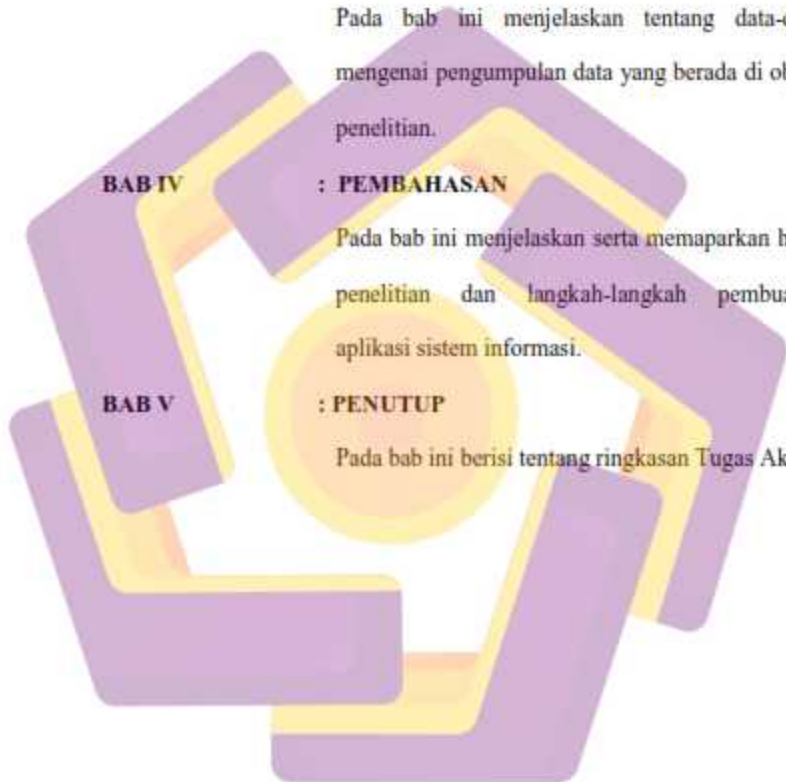 Pada bab ini menjelaskan tentang data-
mengenai pengumpulan data yang berada di
penelitian.
BAB IV : PEMBAHASAN
Pada bab ini menjelaskan serta memaparkan
penelitian dan langkah-langkah
aplikasi sistem informasi.
BAB V : PENUTUP
Pada bab ini berisi tentang ringkasan Tugas